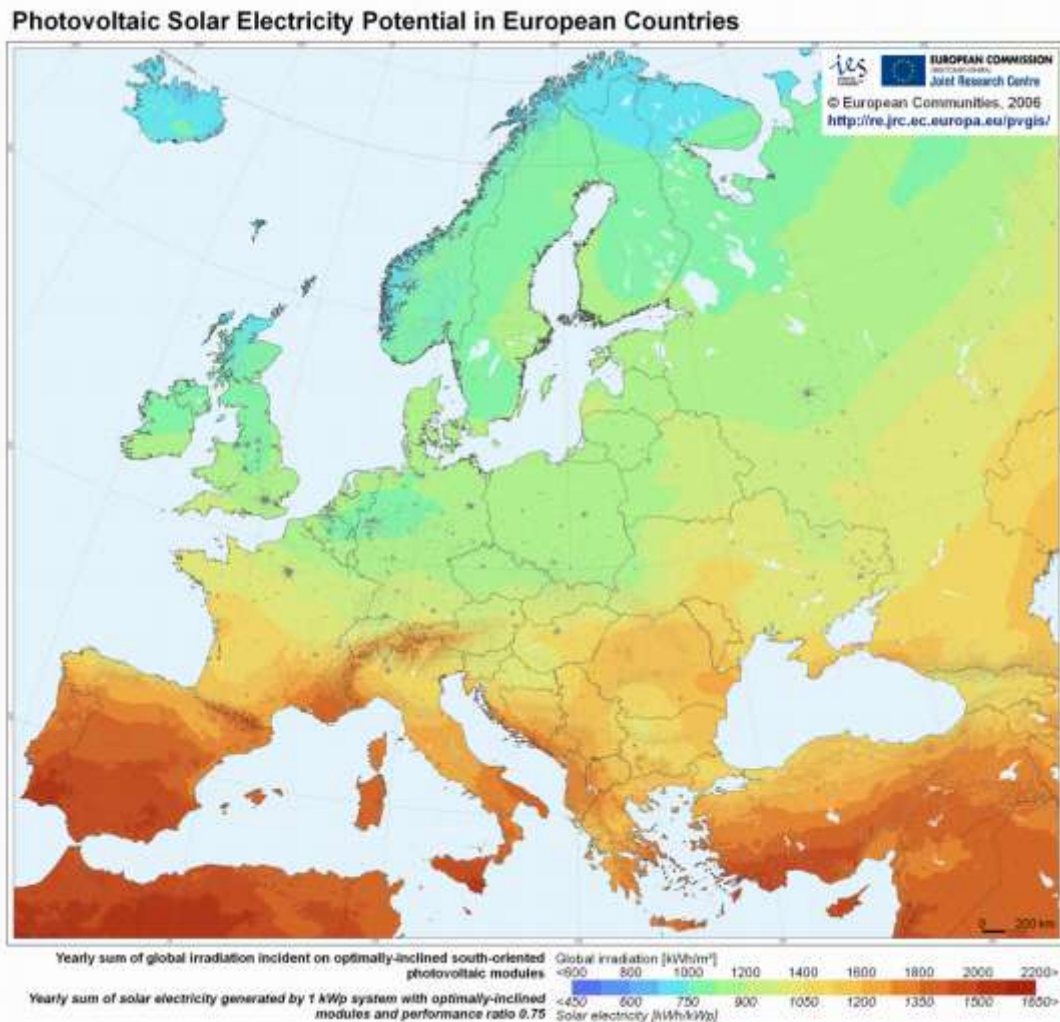 Photovoltaic Solar Electricity Potential in European Countries
ies
EUROPEAN COMMISSION
Joint Research Centre
© European Communities, 2006
http://re.jrc.ec.europa.eu/pvgis/
0 200 km
Yearly sum of global irradiation incident on optimally-inclined south-oriented
photovoltaic modules
Global irradiation [kWh/m²]
<600 800 1000 1200 1400 1600 1800 2000 2200>
Yearly sum of solar electricity generated by 1 kWp system with optimally-inclined
modules and performance ratio 0.75
<450 600 750 900 1050 1200 1350 1500 1650>
Solar electricity [kWh/kWp]